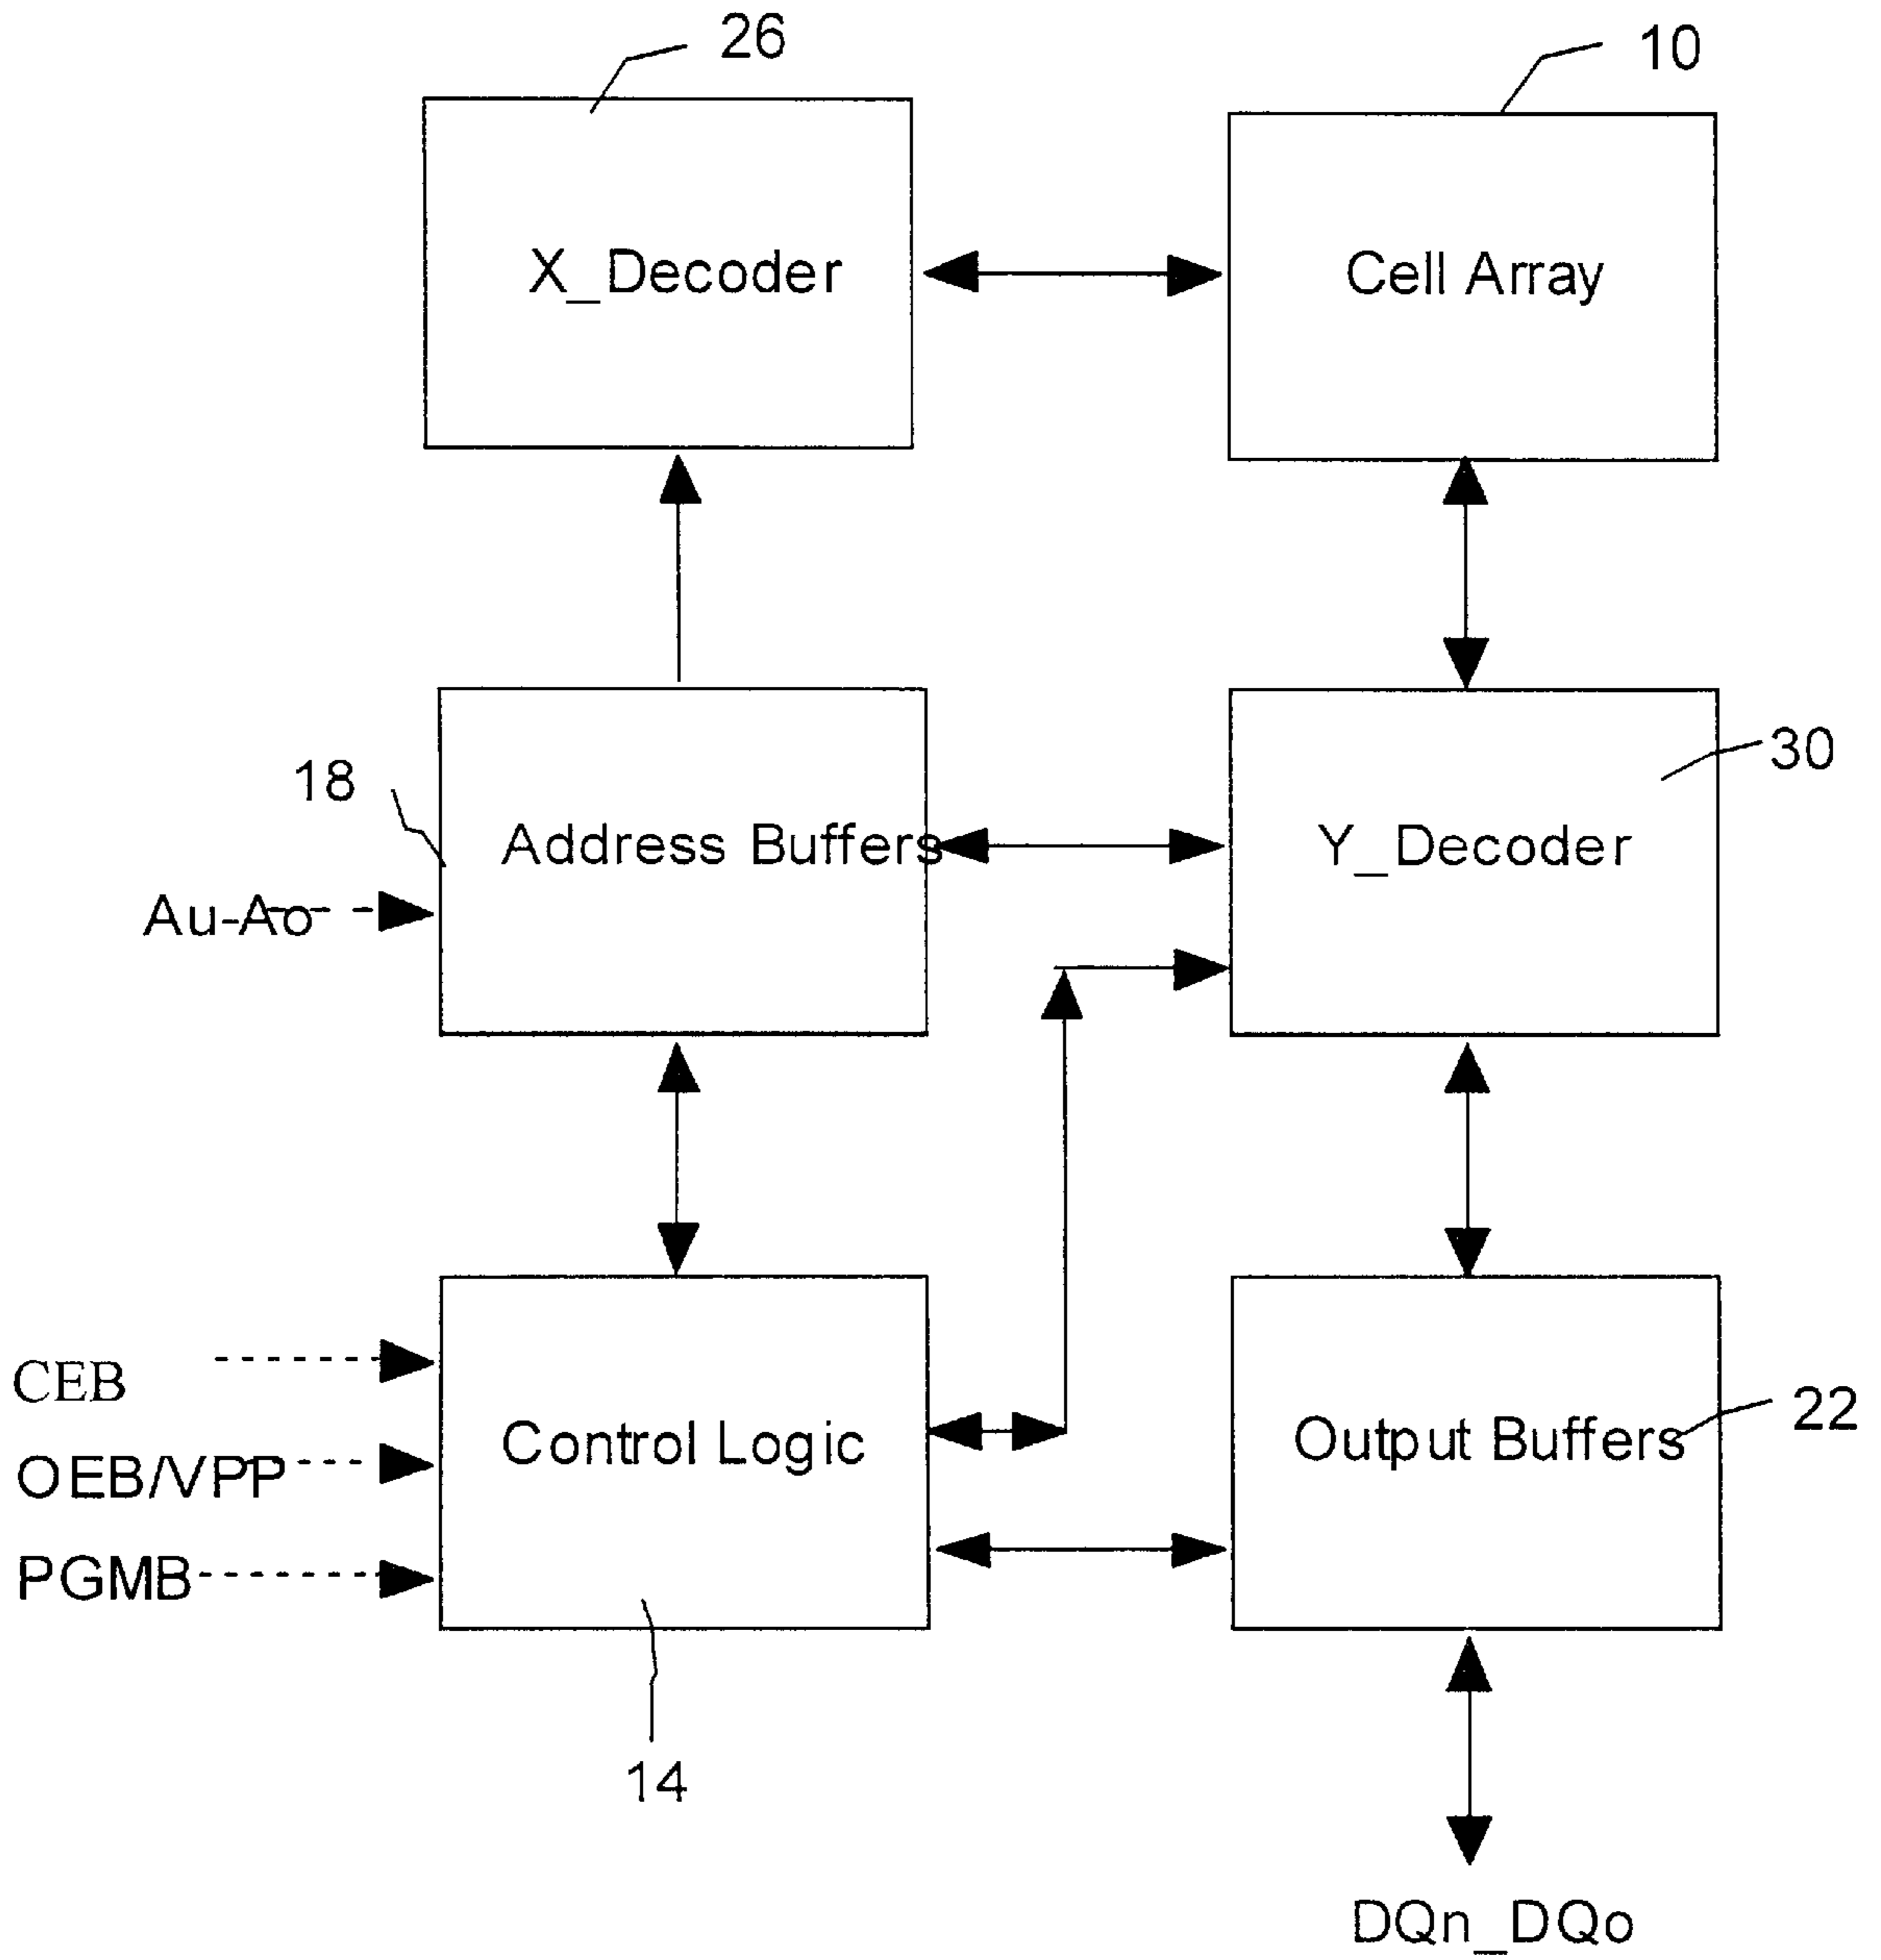 26
10
X_Decoder
Cell Array
18
30
Address Buffers
Y_Decoder
Au-Ao
CEB
22
Control Logic
Output Buffers
OEB/VPP
PGMB
14
DQn_DQo